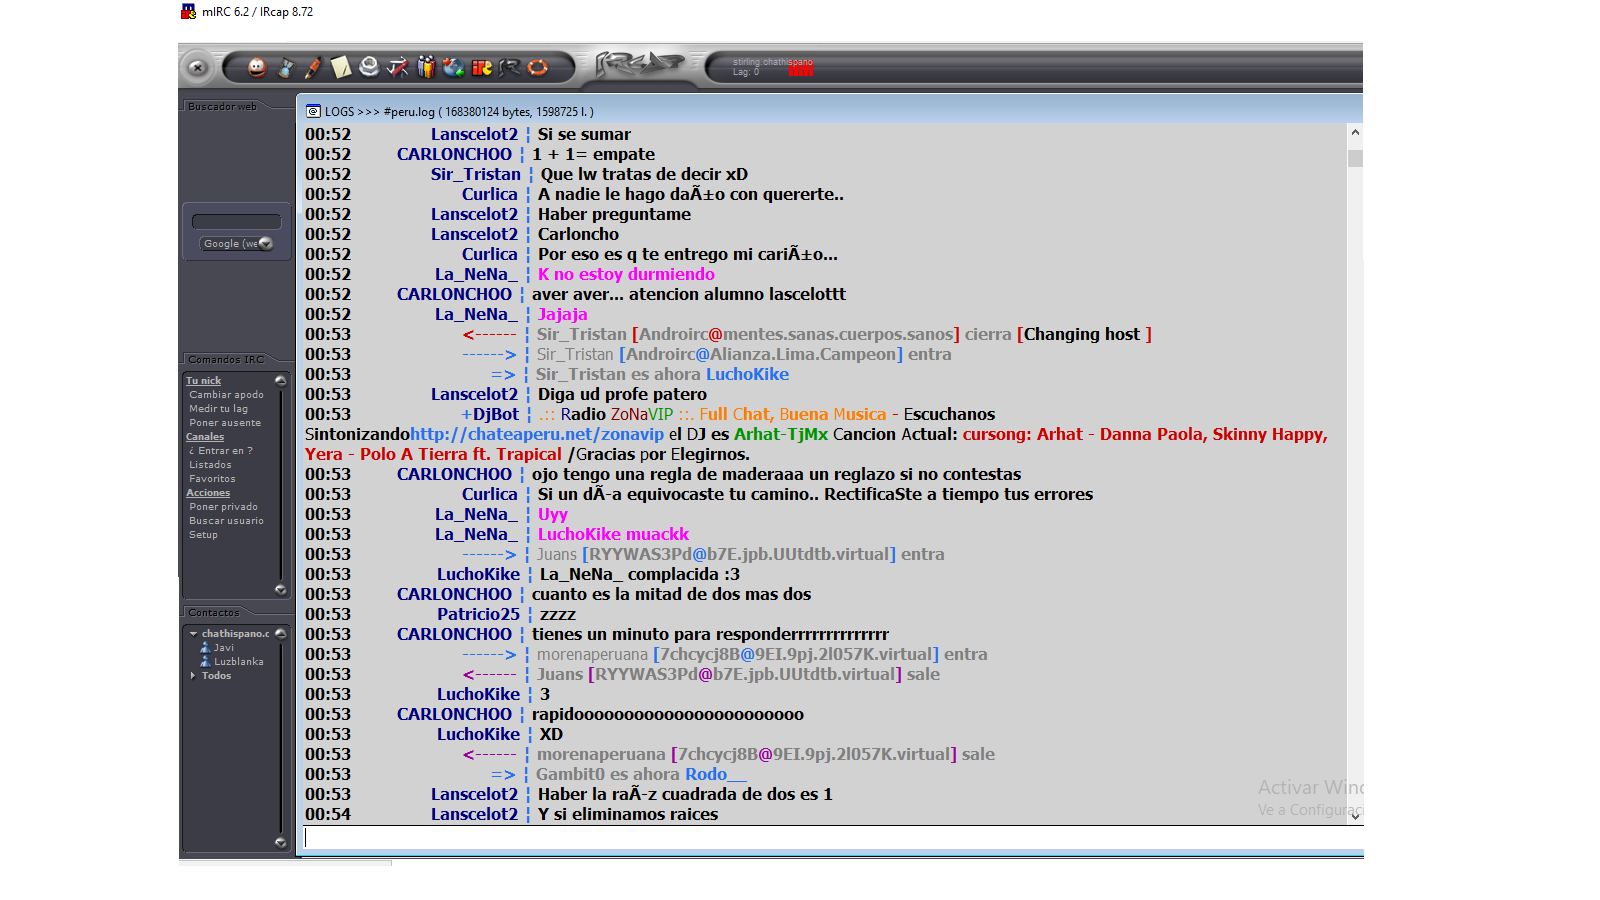 mIRC 6.2 / IRcap 8.72
IRcAP
stirling.chathispano
Lag: 0
Buscador web
Google (we
Comandos IRC
Tu nick
Cambiar apodo
Medir tu lag
Poner ausente
Canales
¿ Entrar en ?
Listados
Favoritos
Acciones
Poner privado
Buscar usuario
Setup
Contactos
chathispano.c
Javi
Luzblanka
Todos
LOGS >>> #peru.log ( 168380124 bytes, 1598725 l. )
00:52 Lanscelot2 ¦ Si se sumar
00:52 CARLONCHOO ¦ 1 + 1= empate
00:52 Sir_Tristan ¦ Que lw tratas de decir xD
00:52 Curlica ¦ A nadie le hago daÃ±o con quererte..
00:52 Lanscelot2 ¦ Haber preguntame
00:52 Lanscelot2 ¦ Carloncho
00:52 Curlica ¦ Por eso es q te entrego mi cariÃ±o...
00:52 La_NeNa_ ¦ K no estoy durmiendo
00:52 CARLONCHOO ¦ aver aver... atencion alumno lascelottt
00:52 La_NeNa_ ¦ Jajaja
00:53 <------ ¦ Sir_Tristan [Androirc@mentes.sanas.cuerpos.sanos] cierra [Changing host ]
00:53 ------> ¦ Sir_Tristan [Androirc@Alianza.Lima.Campeon] entra
00:53 => ¦ Sir_Tristan es ahora LuchoKike
00:53 Lanscelot2 ¦ Diga ud profe patero
00:53 +DjBot ¦ .:: Radio ZoNaVIP ::. Full Chat, Buena Musica - Escuchanos
Sintonizandohttp://chateaperu.net/zonavip el DJ es Arhat-TjMx Cancion Actual: cursong: Arhat - Danna Paola, Skinny Happy,
Yera - Polo A Tierra ft. Trapical /Gracias por Elegirnos.
00:53 CARLONCHOO ¦ ojo tengo una regla de maderaaa un reglazo si no contestas
00:53 Curlica ¦ Si un dÃ-a equivocaste tu camino.. RectificaSte a tiempo tus errores
00:53 La_NeNa_ ¦ Uyy
00:53 La_NeNa_ ¦ LuchoKike muackk
00:53 ------> ¦ Juans [RYYWAS3Pd@b7E.jpb.UUtdtb.virtual] entra
00:53 LuchoKike ¦ La_NeNa_ complacida :3
00:53 CARLONCHOO ¦ cuanto es la mitad de dos mas dos
00:53 Patricio25 ¦ zzzz
00:53 CARLONCHOO ¦ tienes un minuto para responderrrrrrrrrrrrrr
00:53 ------> ¦ morenaperuana [7chcycj8B@9EI.9pj.2l057K.virtual] entra
00:53 <------ ¦ Juans [RYYWAS3Pd@b7E.jpb.UUtdtb.virtual] sale
00:53 LuchoKike ¦ 3
00:53 CARLONCHOO ¦ rapidooooooooooooooooooooooo
00:53 LuchoKike ¦ XD
00:53 <------ ¦ morenaperuana [7chcycj8B@9EI.9pj.2l057K.virtual] sale
00:53 => ¦ Gambit0 es ahora Rodo__
00:53 Lanscelot2 ¦ Haber la raÃ-z cuadrada de dos es 1
00:54 Lanscelot2 ¦ Y si eliminamos raices
Activar Winc
Ve a Configurac